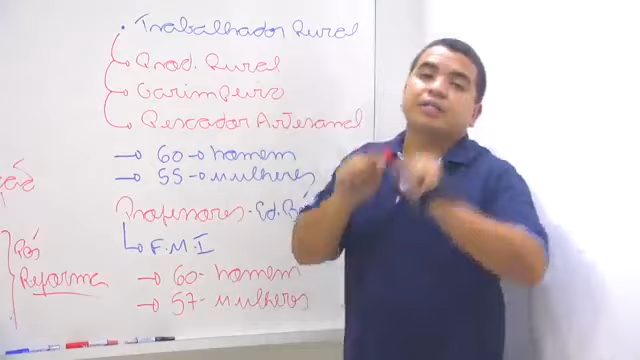 • Trabalhador Rural
Prod. Rural
Garimpeiro
Pescador Artesanal
→ 60 → homem
→ 55 → mulheres
Professores - Ed.
F.M.I
Pós
Reforma
→ 60 - homem
→ 57 - mulheres